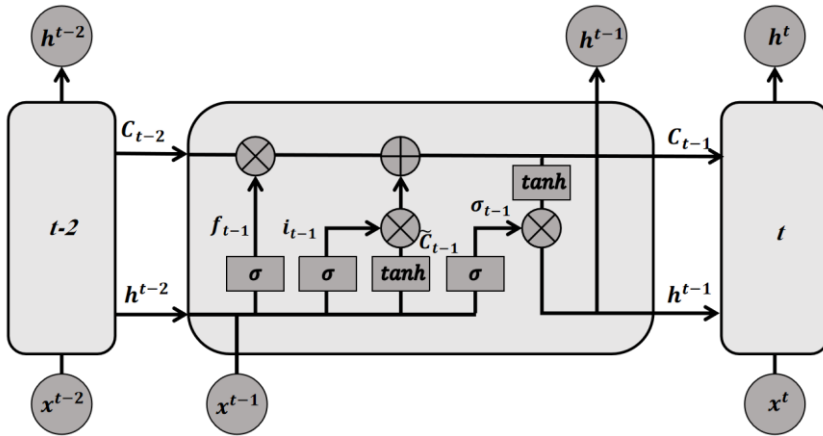 h^{t-2}
h^{t-1}
h^t
C_{t-2}
C_{t-1}
tanh
f_{t-1}
i_{t-1}
σ_{t-1}
C̃_{t-1}
t-2
t
σ
σ
tanh
σ
h^{t-2}
h^{t-1}
x^{t-2}
x^{t-1}
x^t